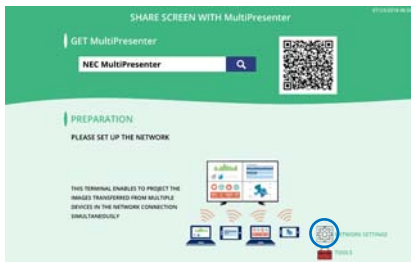 SHARE SCREEN WITH MultiPresenter
GET MultiPresenter
NEC MultiPresenter
PREPARATION
PLEASE SET UP THE NETWORK
THIS TERMINAL ENABLES TO PROJECT THE
IMAGES TRANSFERRED FROM MULTIPLE
DEVICES IN THE NETWORK CONNECTION
SIMULTANEOUSLY
NETWORK SETTINGS
TOOLS